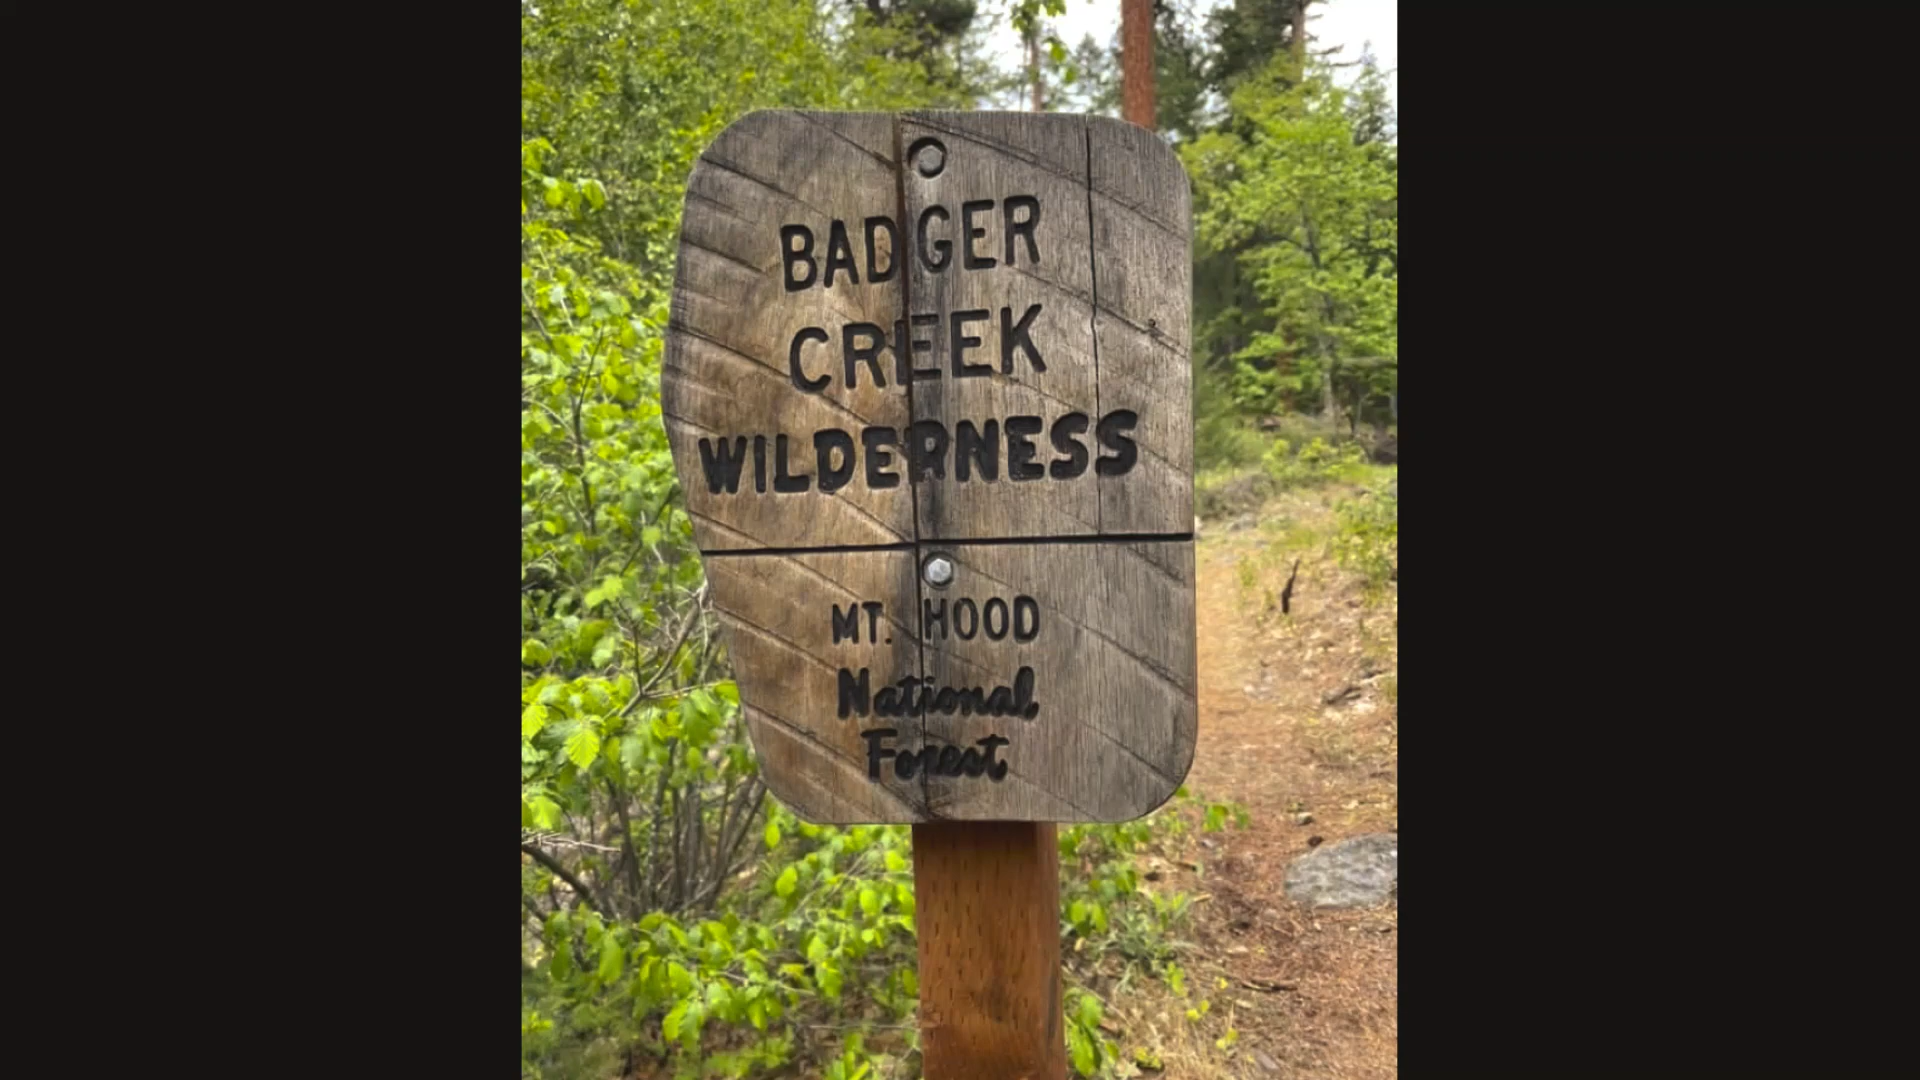 BADGER
CREEK
WILDERNESS
MT. HOOD
National
Forest